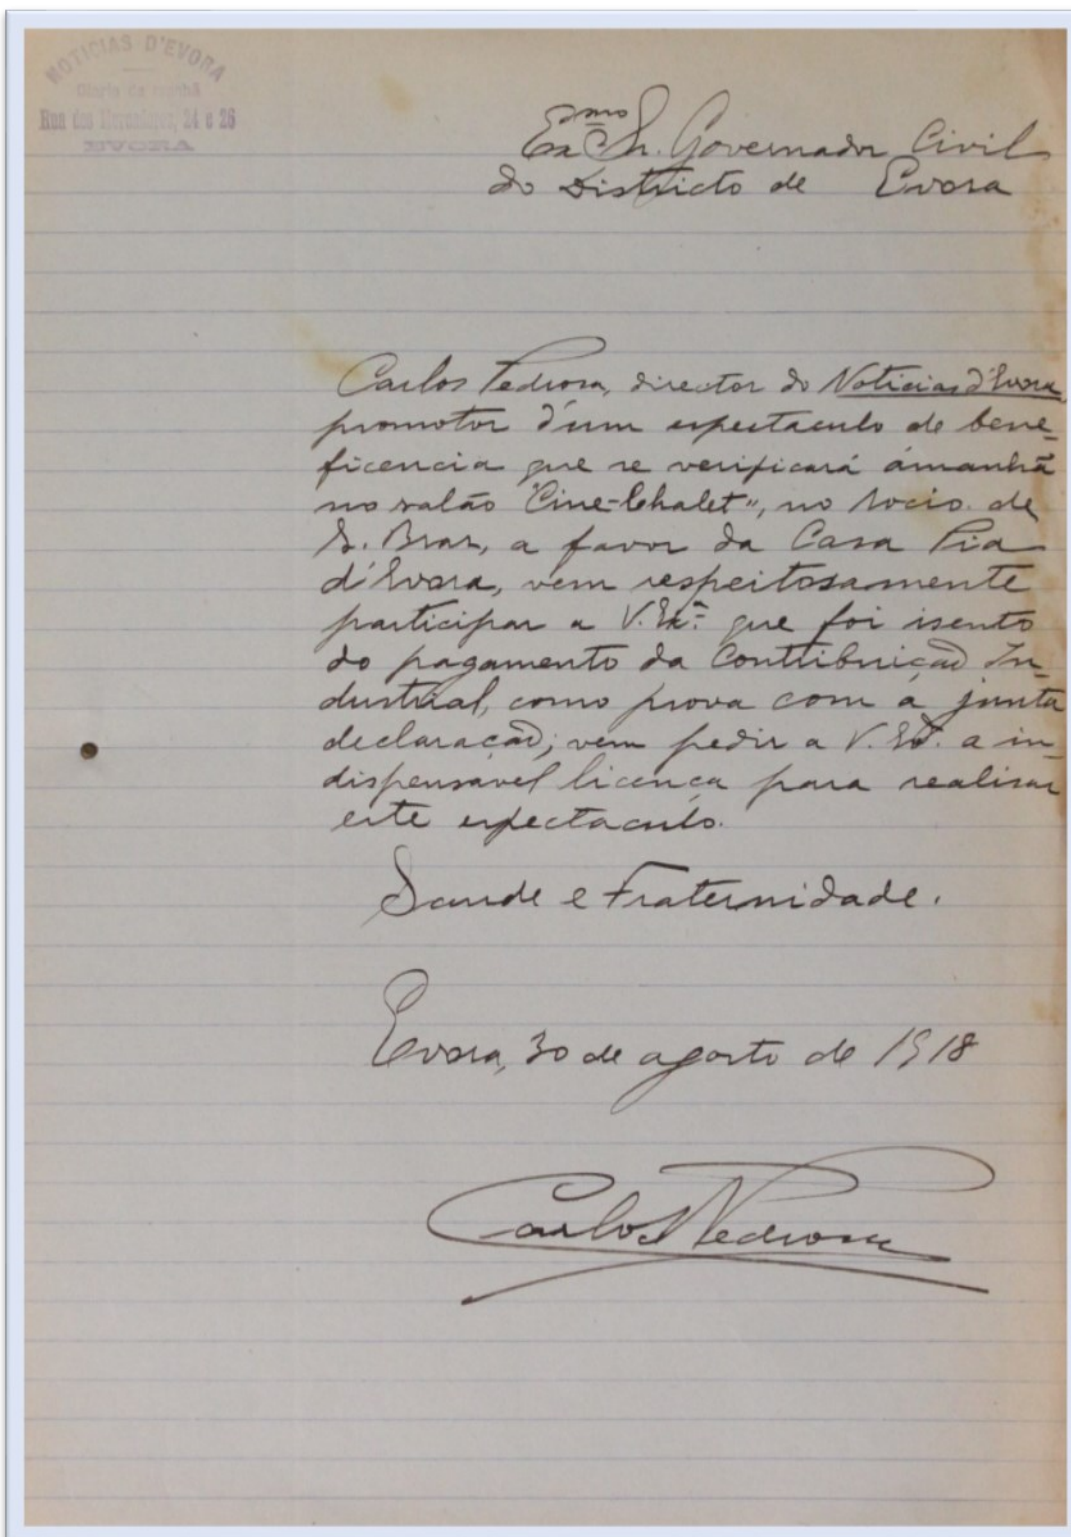 NOTICIAS D'EVORA
Diario da manhã
Rua dos Mercadores, 24 e 26
EVORA
Exmo Sr. Governador Civil
do Districto de Evora
Carlos Pedrosa, director do Noticias d'Evora,
promotor d'um espectaculo de bene-
ficencia que se verificará ámanhã
no salão "Cine-Chalet", no Rocio de
S. Braz, a favor da Casa Pia
d'Evora, vem respeitosamente
participar a V. Exª. que foi isento
do pagamento da Contribuição In-
dustrial, como prova com a junta
declaração; vem pedir a V. Exª. a in-
dispensavel licença para realisar
este espectaculo.
Saude e Fraternidade.
Evora, 30 de agosto de 1918
Carlos Pedrosa